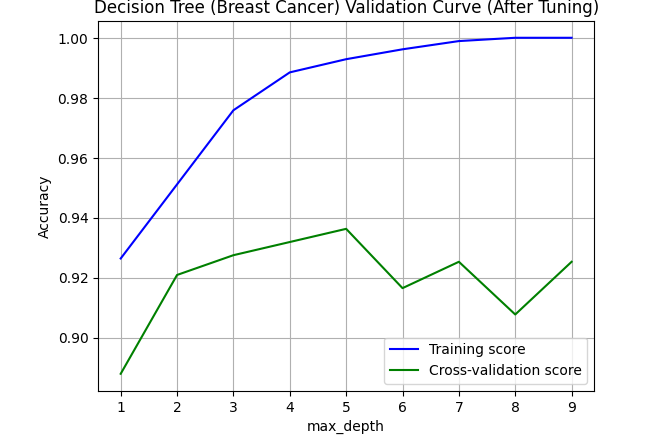 Decision Tree (Breast Cancer) Validation Curve (After Tuning)
1.00
0.98
0.96
0.94
0.92
0.90
Accuracy
Training score
Cross-validation score
1 2 3 4 5 6 7 8 9
max_depth